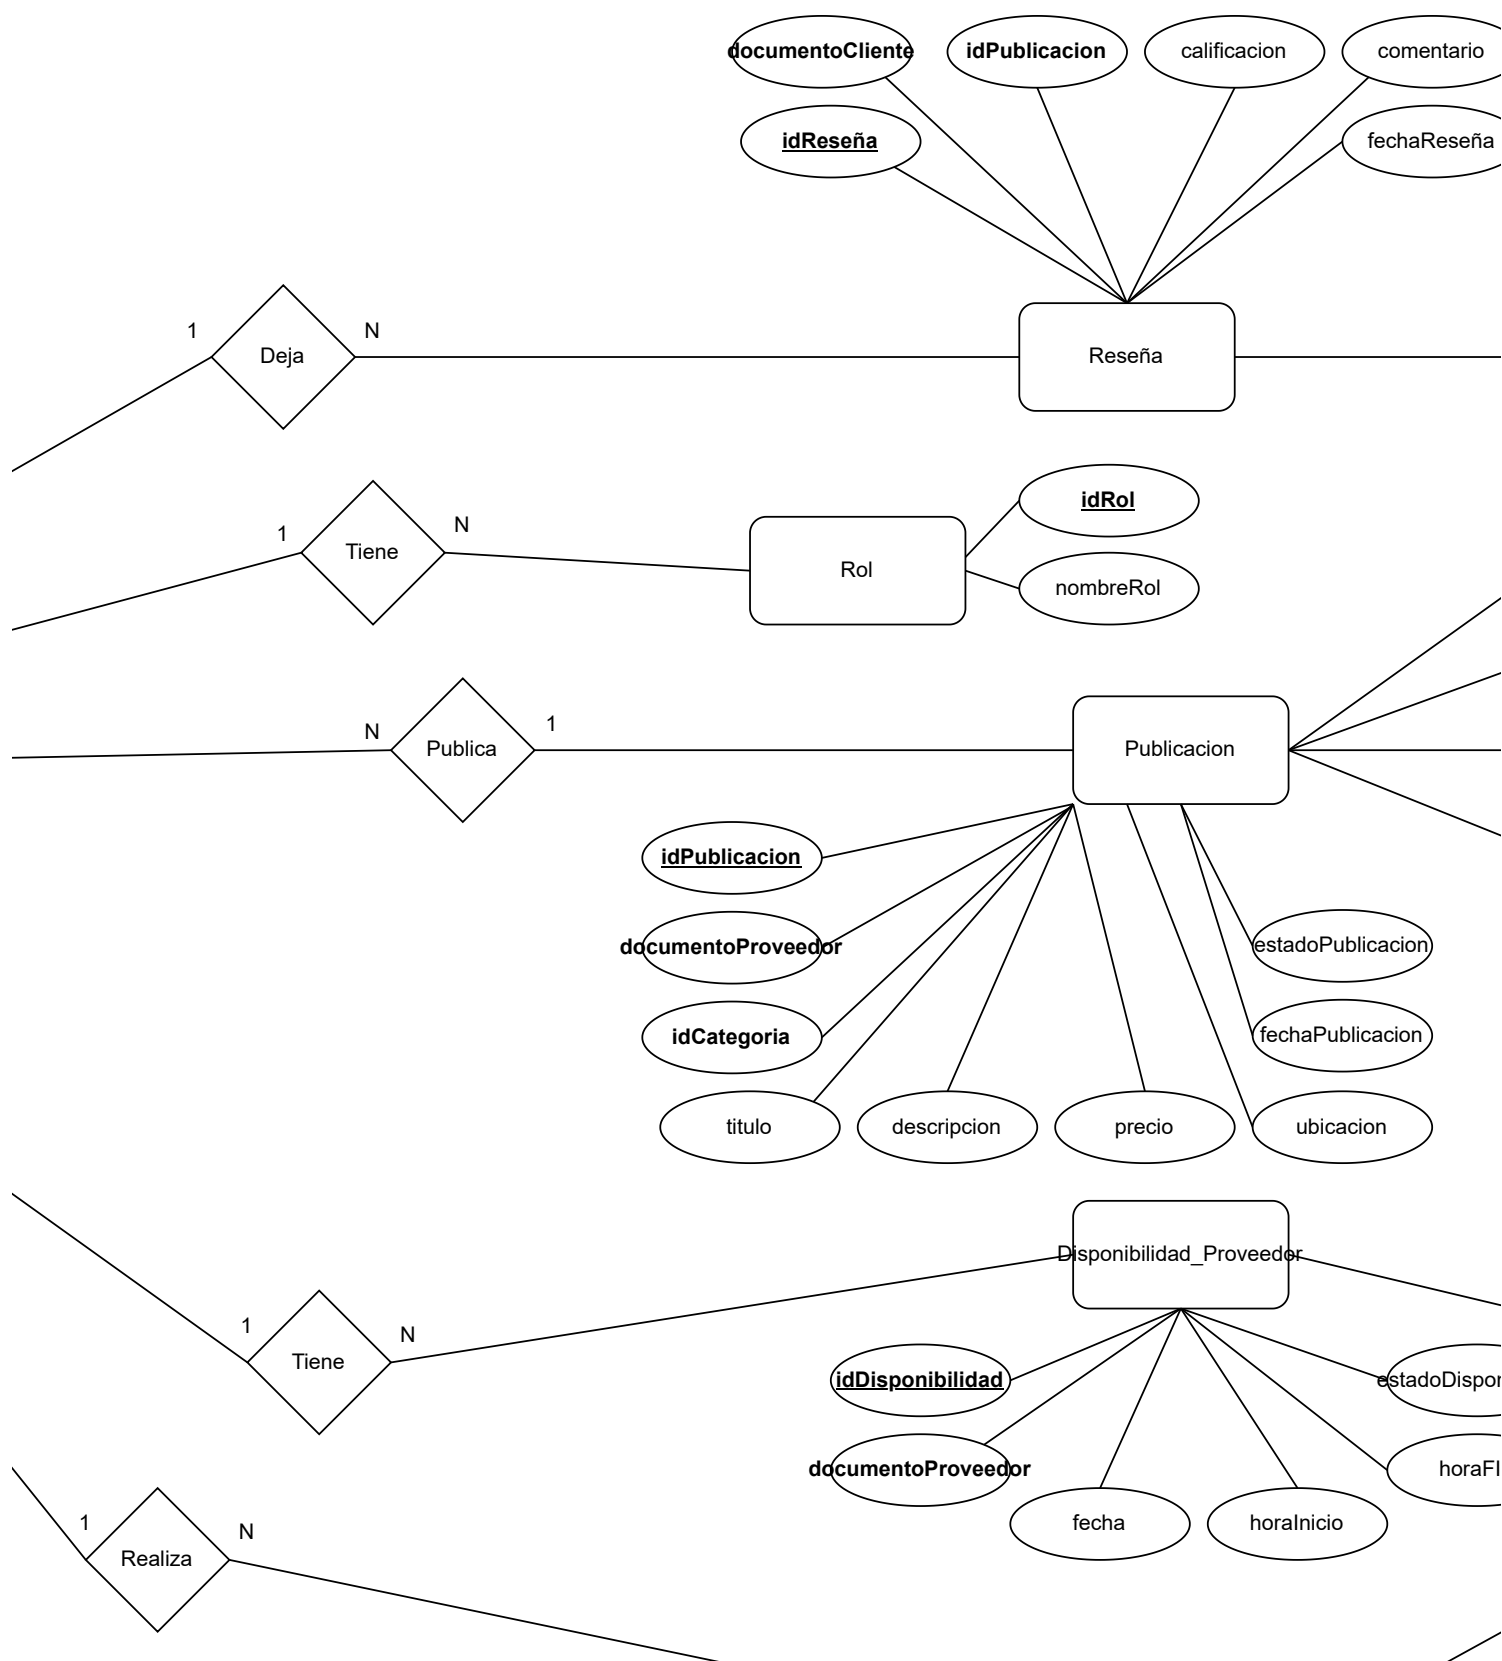 documentoCliente
idPublicacion
calificacion
comentario
idReseña
fechaReseña
1
Deja
N
Reseña
1
Tiene
N
Rol
idRol
nombreRol
N
Publica
1
Publicacion
idPublicacion
documentoProveedor
idCategoria
titulo
descripcion
precio
estadoPublicacion
fechaPublicacion
ubicacion
1
Tiene
N
Disponibilidad_Proveedor
idDisponibilidad
documentoProveedor
fecha
horaInicio
1
Realiza
N